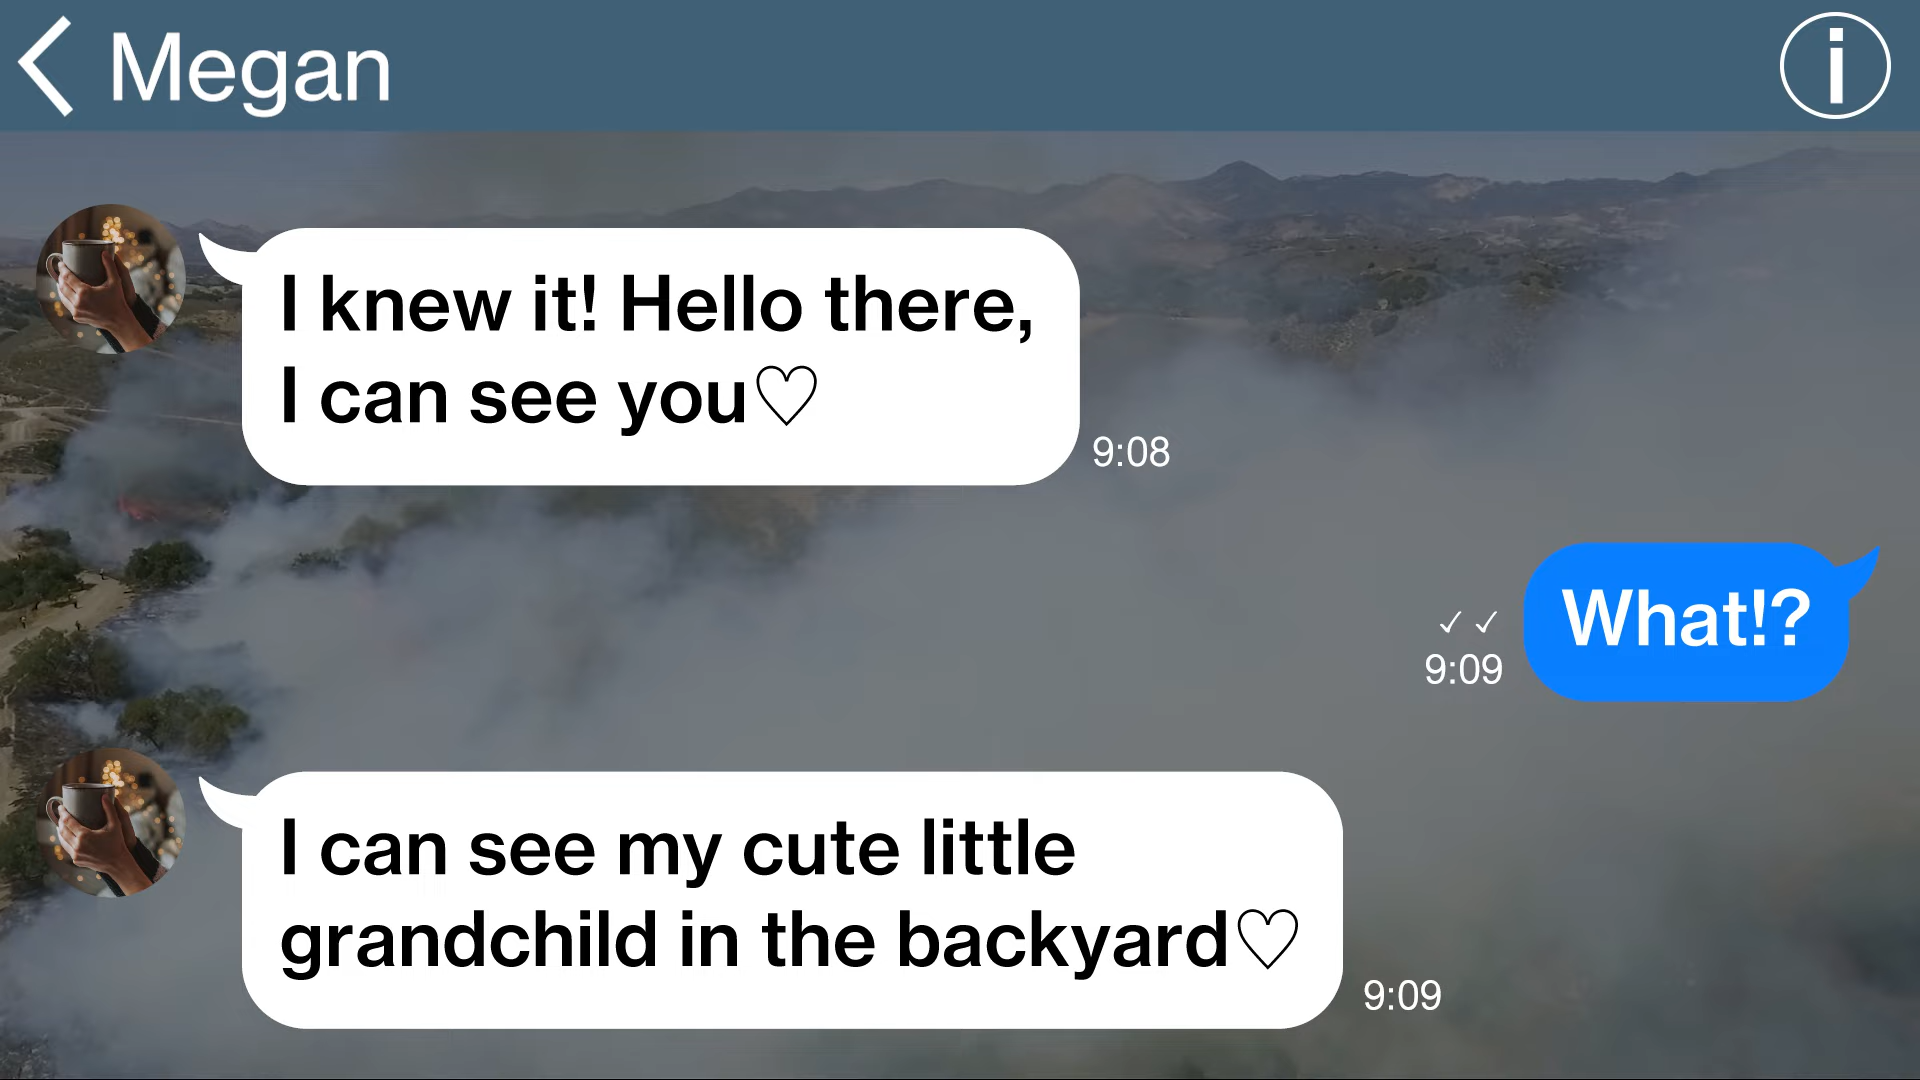 Megan
I knew it! Hello there,
I can see you♡
9:08
What!?
✓✓
9:09
I can see my cute little
grandchild in the backyard♡
9:09